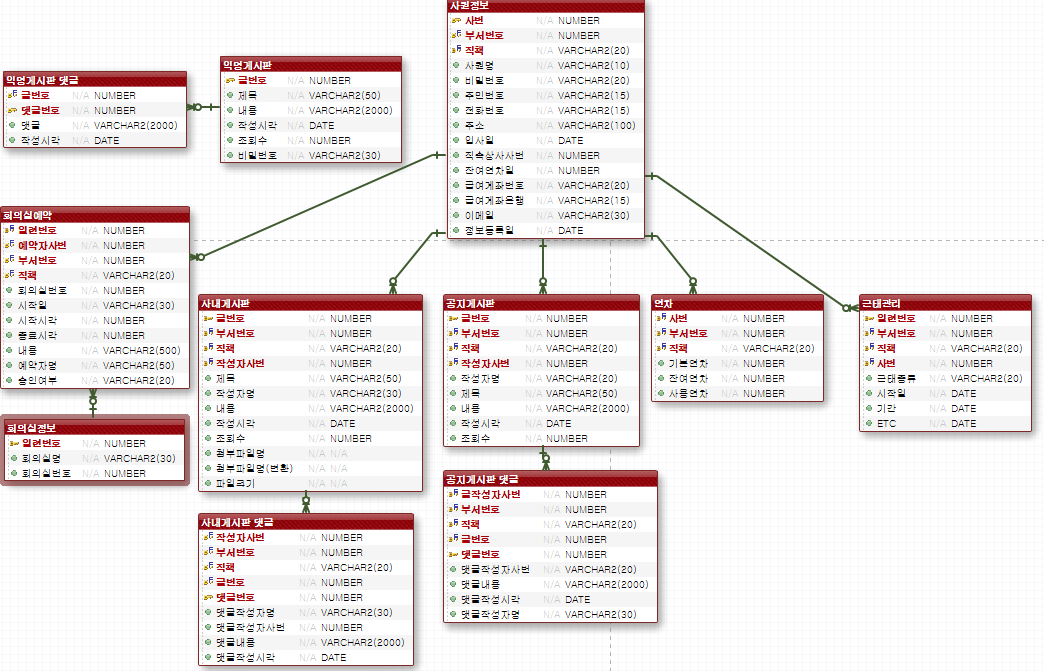 사원정보
사번 N/A NUMBER
부서번호 N/A NUMBER
직책 N/A VARCHAR2(20)
사원명 N/A VARCHAR2(10)
비밀번호 N/A VARCHAR2(20)
주민번호 N/A VARCHAR2(15)
전화번호 N/A VARCHAR2(15)
주소 N/A VARCHAR2(100)
입사일 N/A DATE
직속상사사번 N/A NUMBER
잔여연차일 N/A NUMBER
급여계좌번호 N/A VARCHAR2(20)
급여계좌은행 N/A VARCHAR2(15)
이메일 N/A VARCHAR2(30)
정보등록일 N/A DATE
익명게시판 댓글
글번호 N/A NUMBER
댓글번호 N/A NUMBER
댓글 N/A VARCHAR2(2000)
작성시각 N/A DATE
익명게시판
글번호 N/A NUMBER
제목 N/A VARCHAR2(50)
내용 N/A VARCHAR2(2000)
작성시각 N/A DATE
조회수 N/A NUMBER
비밀번호 N/A VARCHAR2(30)
회의실예약
일련번호 N/A NUMBER
예약자사번 N/A NUMBER
부서번호 N/A NUMBER
직책 N/A VARCHAR2(20)
회의실번호 N/A NUMBER
시작일 N/A VARCHAR2(30)
시작시각 N/A NUMBER
종료시각 N/A NUMBER
내용 N/A VARCHAR2(500)
예약자명 N/A VARCHAR2(50)
승인여부 N/A VARCHAR2(20)
회의실정보
일련번호 N/A NUMBER
회의실명 N/A VARCHAR2(30)
회의실번호 N/A NUMBER
사내게시판
글번호 N/A NUMBER
부서번호 N/A NUMBER
직책 N/A VARCHAR2(20)
작성자사번 N/A NUMBER
제목 N/A VARCHAR2(50)
작성자명 N/A VARCHAR2(30)
내용 N/A VARCHAR2(2000)
작성시각 N/A DATE
조회수 N/A NUMBER
첨부파일명 N/A N/A
첨부파일명(변환) N/A N/A
파일크기 N/A N/A
사내게시판 댓글
작성자사번 N/A NUMBER
부서번호 N/A NUMBER
직책 N/A VARCHAR2(20)
글번호 N/A NUMBER
댓글번호 N/A NUMBER
댓글작성자명 N/A VARCHAR2(30)
댓글작성자사번 N/A NUMBER
댓글내용 N/A VARCHAR2(2000)
댓글작성시각 N/A DATE
공지게시판
글번호 N/A NUMBER
부서번호 N/A NUMBER
직책 N/A VARCHAR2(20)
작성자사번 N/A NUMBER
작성자명 N/A VARCHAR2(20)
제목 N/A VARCHAR2(50)
내용 N/A VARCHAR2(2000)
작성시각 N/A DATE
조회수 N/A NUMBER
공지게시판 댓글
글작성자사번 N/A NUMBER
부서번호 N/A NUMBER
직책 N/A VARCHAR2(20)
글번호 N/A NUMBER
댓글번호 N/A NUMBER
댓글작성자사번 N/A VARCHAR2(20)
댓글내용 N/A VARCHAR2(2000)
댓글작성시각 N/A DATE
댓글작성자명 N/A VARCHAR2(30)
연차
사번 N/A NUMBER
부서번호 N/A NUMBER
직책 N/A VARCHAR2(20)
기본연차 N/A NUMBER
잔여연차 N/A NUMBER
사용연차 N/A NUMBER
근태관리
일련번호 N/A NUMBER
부서번호 N/A NUMBER
직책 N/A VARCHAR2(20)
사번 N/A NUMBER
근태종류 N/A VARCHAR2(20)
시작일 N/A DATE
기간 N/A DATE
ETC N/A DATE